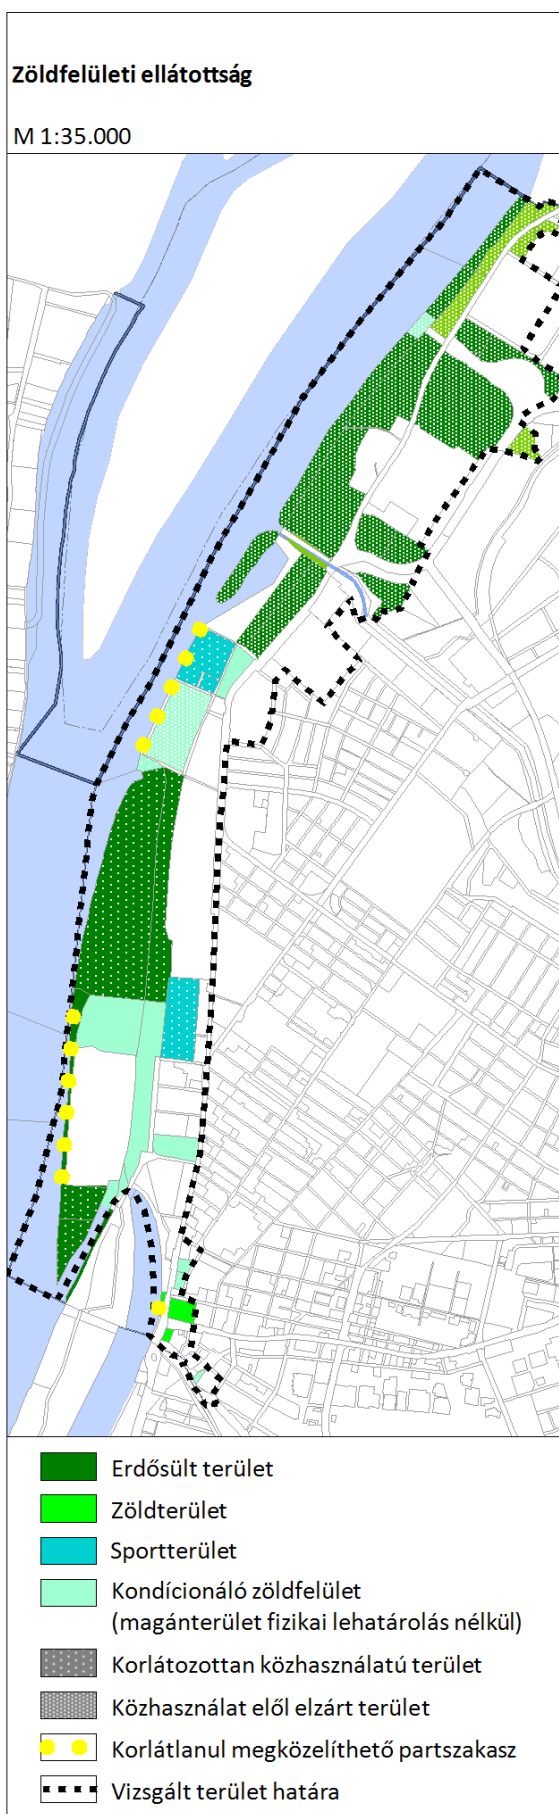 Zöldfelületi ellátottság
M 1:35.000
Erdősült terület
Zöldterület
Sportterület
Kondícionáló zöldfelület
(magánterület fizikai lehatárolás nélkül)
Korlátozottan közhasználatú terület
Közhasználat elől elzárt terület
Korlátlanul megközelíthető partszakasz
Vizsgált terület határa